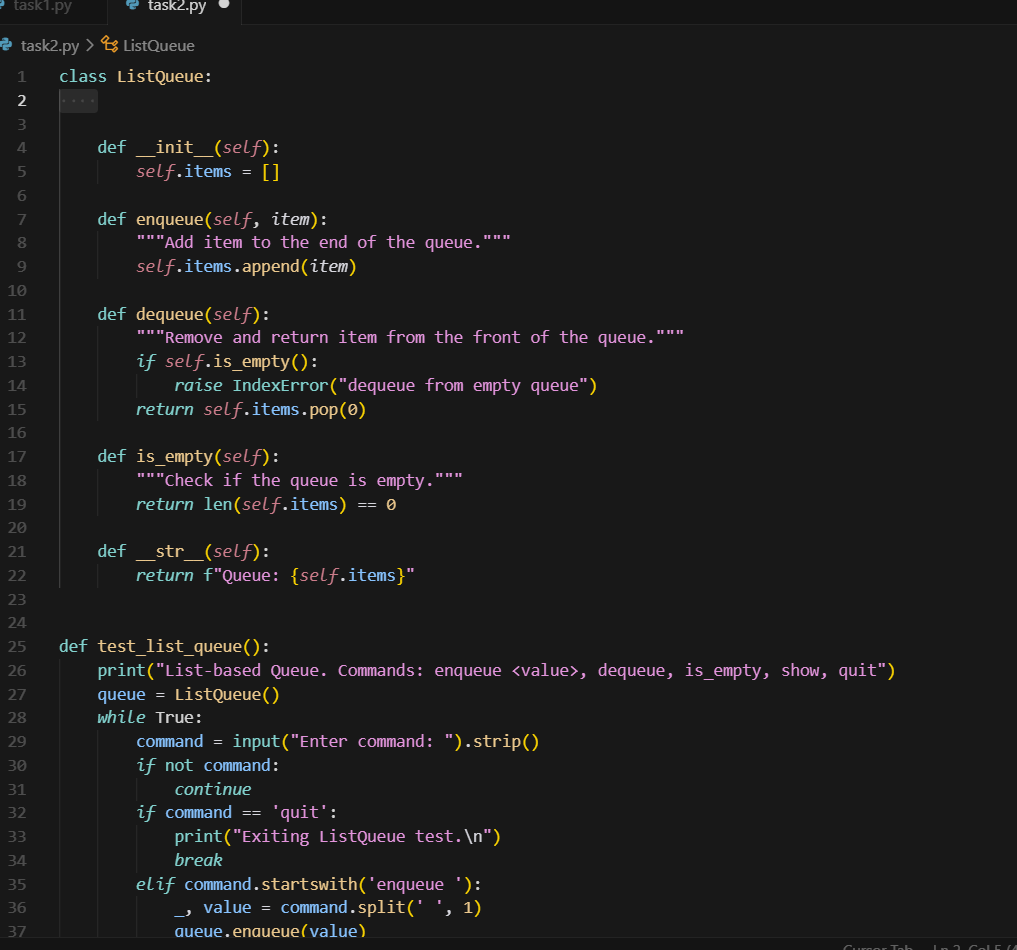 task1.py task2.py
task2.py > ListQueue
1 class ListQueue:
2
3
4     def __init__(self):
5         self.items = []
6
7     def enqueue(self, item):
8         """Add item to the end of the queue."""
9         self.items.append(item)
10
11     def dequeue(self):
12         """Remove and return item from the front of the queue."""
13         if self.is_empty():
14             raise IndexError("dequeue from empty queue")
15         return self.items.pop(0)
16
17     def is_empty(self):
18         """Check if the queue is empty."""
19         return len(self.items) == 0
20
21     def __str__(self):
22         return f"Queue: {self.items}"
23
24
25 def test_list_queue():
26     print("List-based Queue. Commands: enqueue <value>, dequeue, is_empty, show, quit")
27     queue = ListQueue()
28     while True:
29         command = input("Enter command: ").strip()
30         if not command:
31             continue
32         if command == 'quit':
33             print("Exiting ListQueue test.\n")
34             break
35         elif command.startswith('enqueue '):
36             _, value = command.split(' ', 1)
37             queue.enqueue(value)
Cursor Tab Ln 2, Col 5